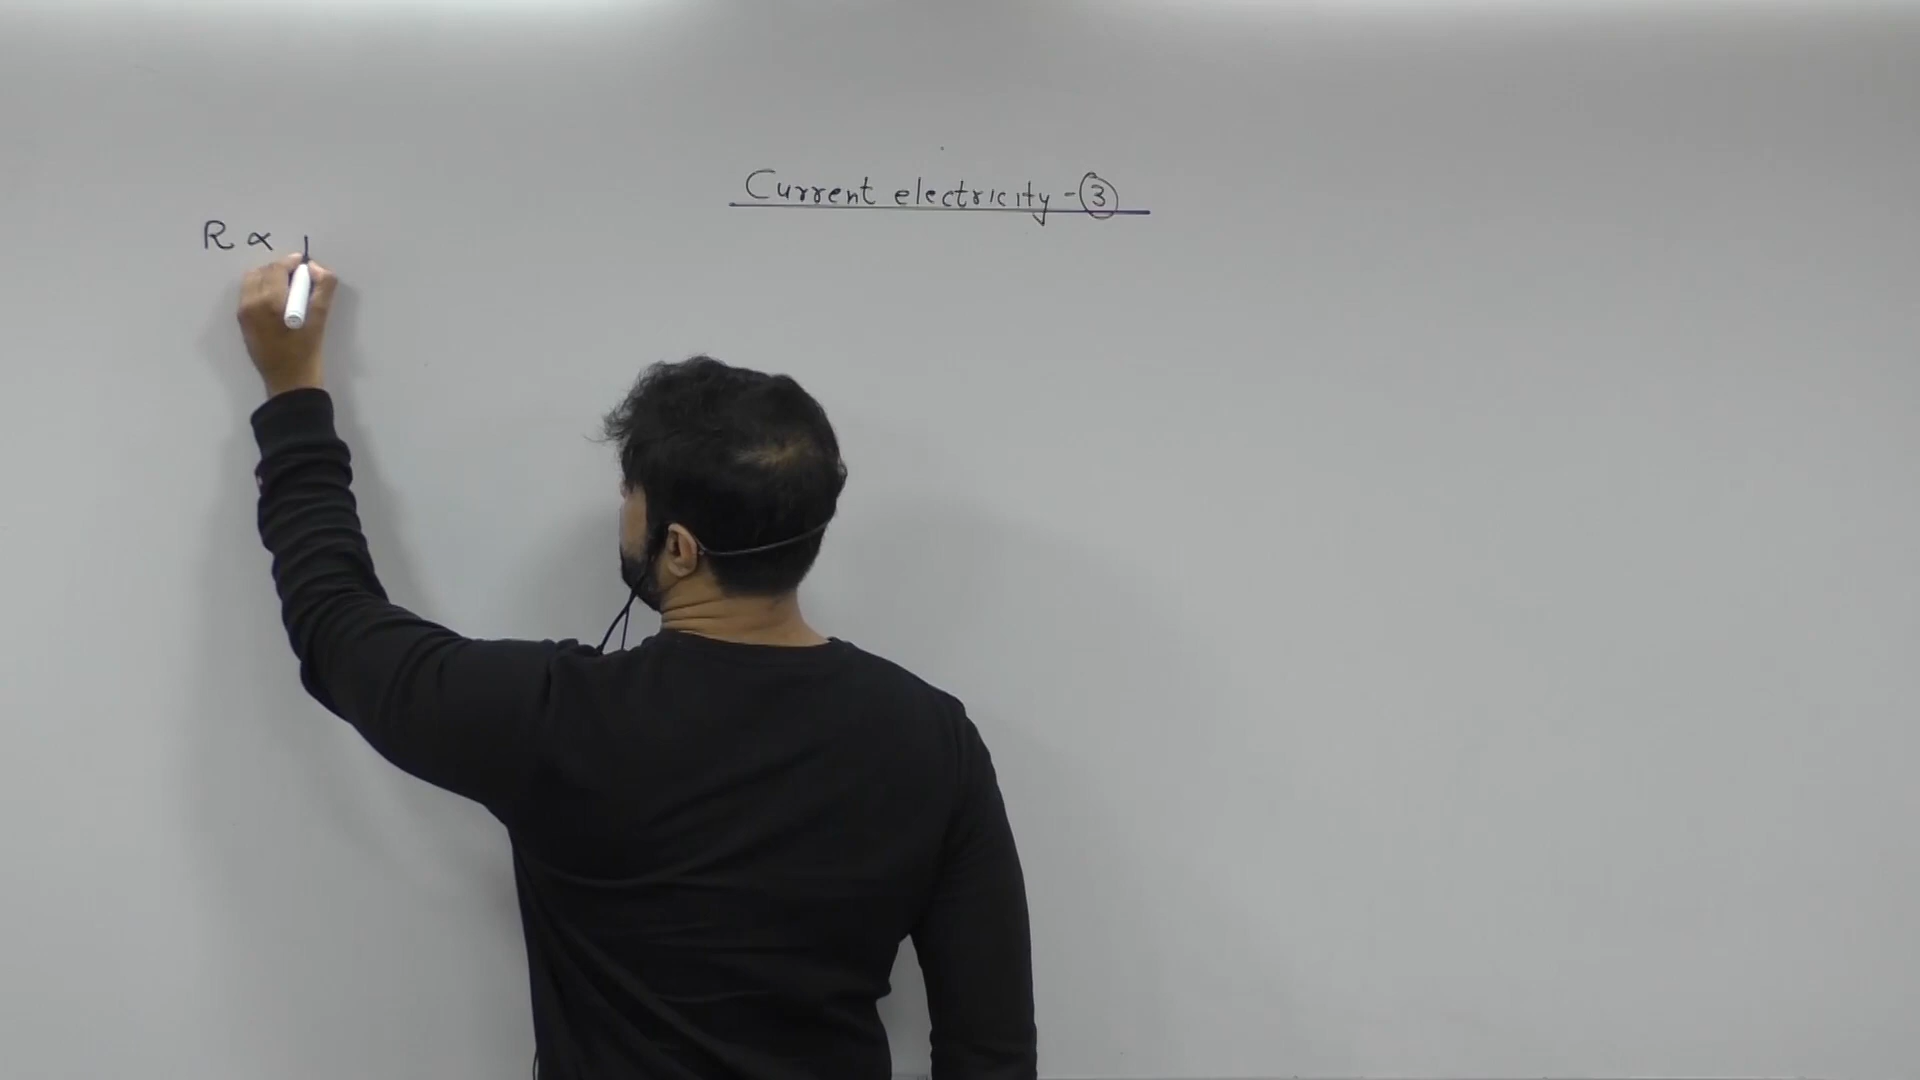 Current electricity - 3
R ∝